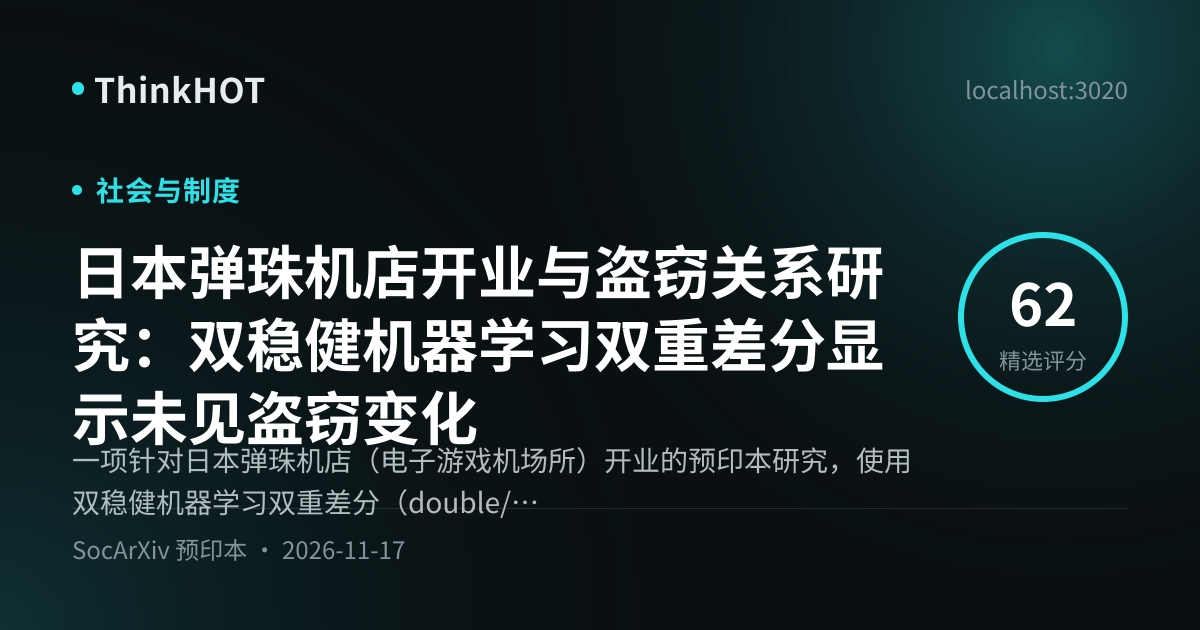 ThinkHOT
localhost:3020
社会与制度
日本弹珠机店开业与盗窃关系研
究：双稳健机器学习双重差分显
示未见盗窃变化
62
精选评分
一项针对日本弹珠机店（电子游戏机场所）开业的预印本研究，使用
双稳健机器学习双重差分（double/…
SocArXiv 预印本 • 2026-11-17